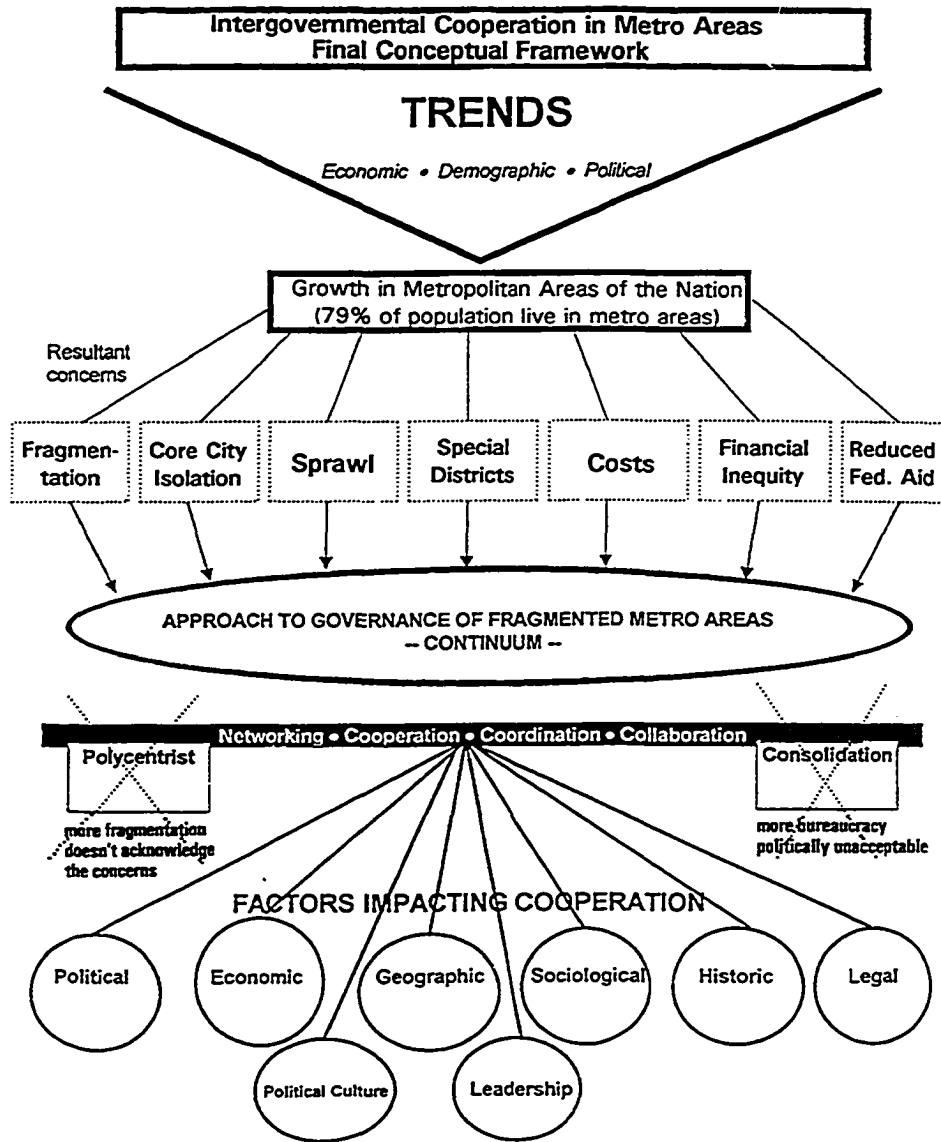 Intergovernmental Cooperation in Metro Areas
Final Conceptual Framework
TRENDS
Economic • Demographic • Political
Growth in Metropolitan Areas of the Nation
(79% of population live in metro areas)
Resultant
concerns
Fragmen-
tation
Core City
Isolation
Sprawl
Special
Districts
Costs
Financial
Inequity
Reduced
Fed. Aid
APPROACH TO GOVERNANCE OF FRAGMENTED METRO AREAS
-- CONTINUUM --
Networking • Cooperation • Coordination • Collaboration
Polycentrist
Consolidation
more fragmentation
doesn't acknowledge
the concerns
more bureaucracy
politically unacceptable
FACTORS IMPACTING COOPERATION
Political
Economic
Geographic
Sociological
Historic
Legal
Political Culture
Leadership